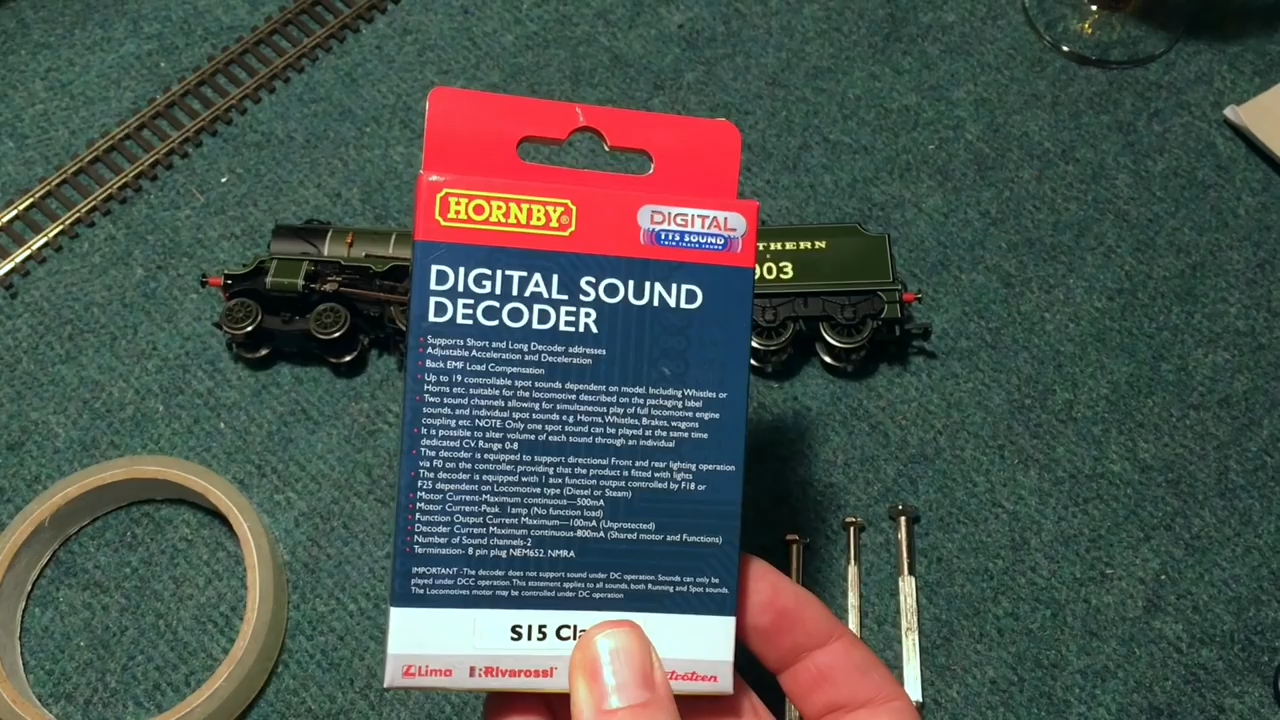 HORNBY®
DIGITAL
TTS SOUND
TWIN TRACK SOUND
THERN
903
DIGITAL SOUND
DECODER
• Supports Short and Long Decoder addresses
• Adjustable Acceleration and Deceleration
• Back EMF Load Compensation
• Up to 19 controllable spot sounds dependent on model. Including Whistles or
Horns etc. suitable for the locomotive described on the packaging label
• Two sound channels allowing for simultaneous play of full locomotive engine
sounds, and individual spot sounds e.g. Horns, Whistles, Brakes, wagons
coupling etc. NOTE: Only one spot sound can be played at the same time
• It is possible to alter volume of each sound through an individual
dedicated CV. Range 0-8
• The decoder is equipped to support directional Front and rear lighting operation
via F0 on the controller, providing that the product is fitted with lights
• The decoder is equipped with 1 aux function output controlled by F18 or
F25 dependent on Locomotive type (Diesel or Steam)
• Motor Current-Maximum continuous—500mA
• Motor Current-Peak. 1amp (No function load)
• Function Output Current Maximum—100mA (Unprotected)
• Decoder Current Maximum continuous-800mA (Shared motor and Functions)
• Number of Sound channels-2
• Termination- 8 pin plug NEM652. NMRA
IMPORTANT -The decoder does not support sound under DC operation. Sounds can only be
played under DCC operation. This statement applies to all sounds, both Running and Spot sounds.
The Locomotives motor may be controlled under DC operation
S15 Cla
Lima Rivarossi